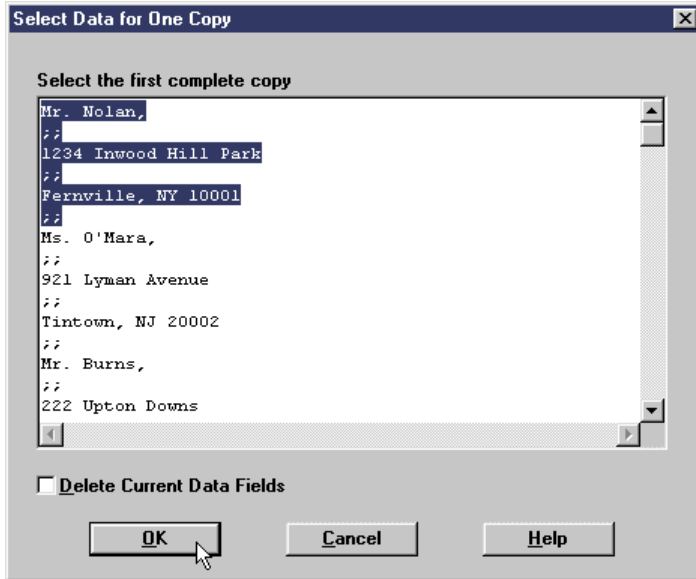 Select Data for One Copy
Select the first complete copy
Mr. Nolan,
;;
1234 Inwood Hill Park
;;
Fernville, NY 10001
;;
Ms. O'Mara,
;;
921 Lyman Avenue
;;
Tintown, NJ 20002
;;
Mr. Burns,
;;
222 Upton Downs
Delete Current Data Fields
OK
Cancel
Help